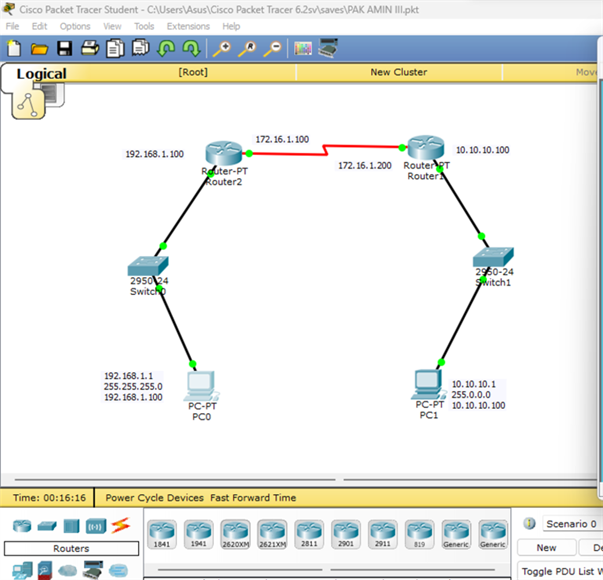 Cisco Packet Tracer Student - C:\Users\Asus\Cisco Packet Tracer 6.2sv\saves\PAK AMIN III.pkt
File Edit Options View Tools Extensions Help
Logical [Root] New Cluster Move
172.16.1.100
192.168.1.100
10.10.10.100
172.16.1.200
Router-PT
Router2
Router-PT
Router1
2950-24
Switch0
2950-24
Switch1
192.168.1.1
255.255.255.0
192.168.1.100
PC-PT
PC0
PC-PT
PC1
10.10.10.1
255.0.0.0
10.10.10.100
Time: 00:16:16 Power Cycle Devices Fast Forward Time
Routers
1841 1941 2620XM 2621XM 2811 2901 2911 819 Generic Generic
Scenario 0
New De
Toggle PDU List W